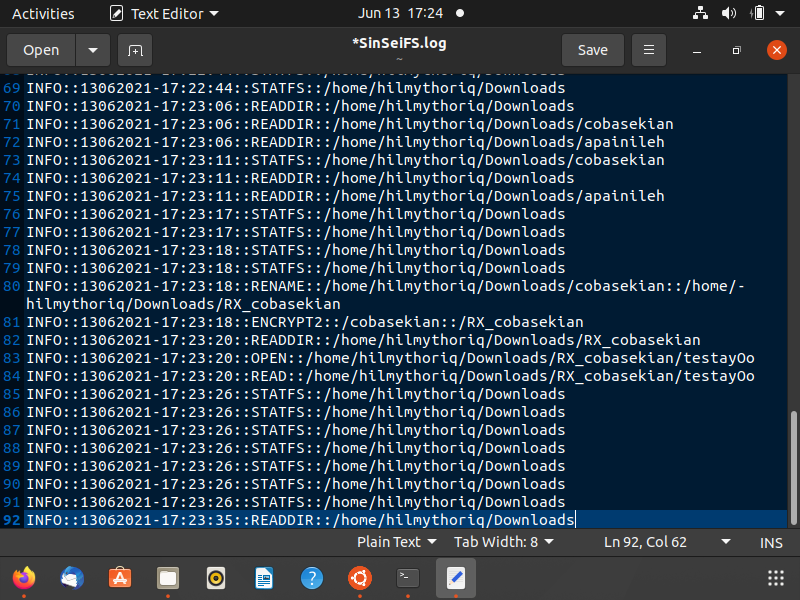 Activities Text Editor Jun 13 17:24
Open *SinSeiFS.log Save
~
69 INFO::13062021-17:22:44::STATFS::/home/hilmythoriq/Downloads
70 INFO::13062021-17:23:06::READDIR::/home/hilmythoriq/Downloads
71 INFO::13062021-17:23:06::READDIR::/home/hilmythoriq/Downloads/cobasekian
72 INFO::13062021-17:23:06::READDIR::/home/hilmythoriq/Downloads/apainileh
73 INFO::13062021-17:23:11::STATFS::/home/hilmythoriq/Downloads/cobasekian
74 INFO::13062021-17:23:11::READDIR::/home/hilmythoriq/Downloads
75 INFO::13062021-17:23:11::READDIR::/home/hilmythoriq/Downloads/apainileh
76 INFO::13062021-17:23:17::STATFS::/home/hilmythoriq/Downloads
77 INFO::13062021-17:23:17::STATFS::/home/hilmythoriq/Downloads
78 INFO::13062021-17:23:18::STATFS::/home/hilmythoriq/Downloads
79 INFO::13062021-17:23:18::STATFS::/home/hilmythoriq/Downloads
80 INFO::13062021-17:23:18::RENAME::/home/hilmythoriq/Downloads/cobasekian::/home/-
hilmythoriq/Downloads/RX_cobasekian
81 INFO::13062021-17:23:18::ENCRYPT2::/cobasekian::/RX_cobasekian
82 INFO::13062021-17:23:20::READDIR::/home/hilmythoriq/Downloads/RX_cobasekian
83 INFO::13062021-17:23:20::OPEN::/home/hilmythoriq/Downloads/RX_cobasekian/testayOo
84 INFO::13062021-17:23:20::READ::/home/hilmythoriq/Downloads/RX_cobasekian/testayOo
85 INFO::13062021-17:23:26::STATFS::/home/hilmythoriq/Downloads
86 INFO::13062021-17:23:26::STATFS::/home/hilmythoriq/Downloads
87 INFO::13062021-17:23:26::STATFS::/home/hilmythoriq/Downloads
88 INFO::13062021-17:23:26::STATFS::/home/hilmythoriq/Downloads
89 INFO::13062021-17:23:26::STATFS::/home/hilmythoriq/Downloads
90 INFO::13062021-17:23:26::STATFS::/home/hilmythoriq/Downloads
91 INFO::13062021-17:23:26::STATFS::/home/hilmythoriq/Downloads
92 INFO::13062021-17:23:35::READDIR::/home/hilmythoriq/Downloads
Plain Text Tab Width: 8 Ln 92, Col 62 INS